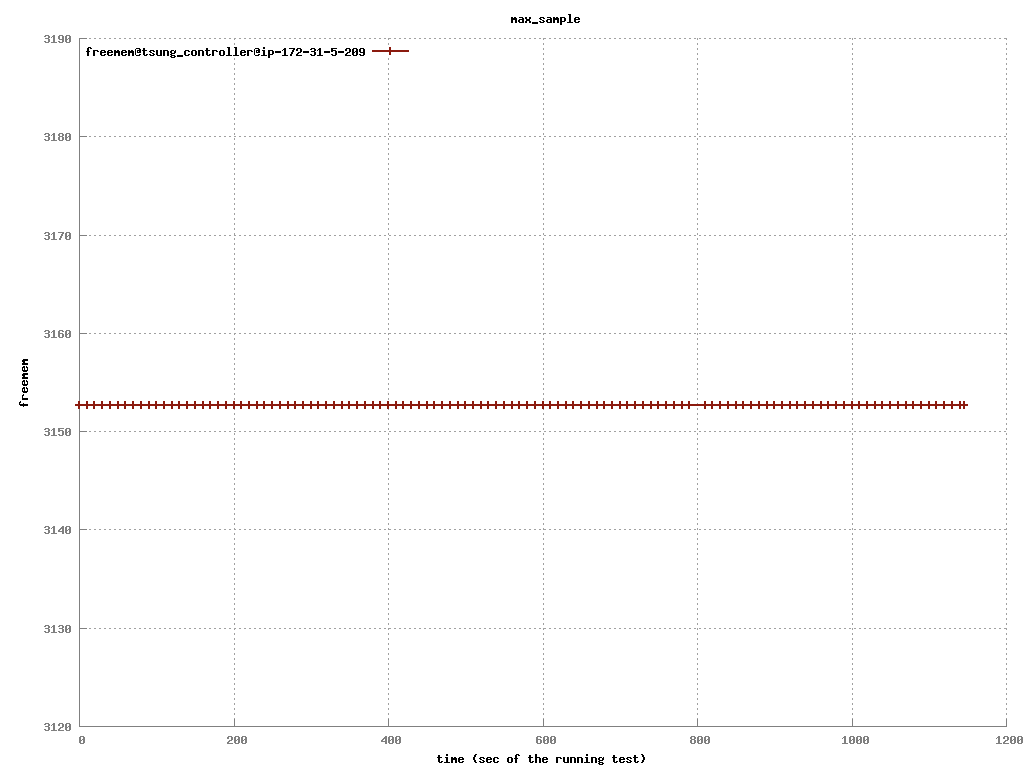 max_sample
freemem@tsung_controller@ip-172-31-5-209
3190
3180
3170
3160
3150
3140
3130
3120
freemem
0 200 400 600 800 1000 1200
time (sec of the running test)